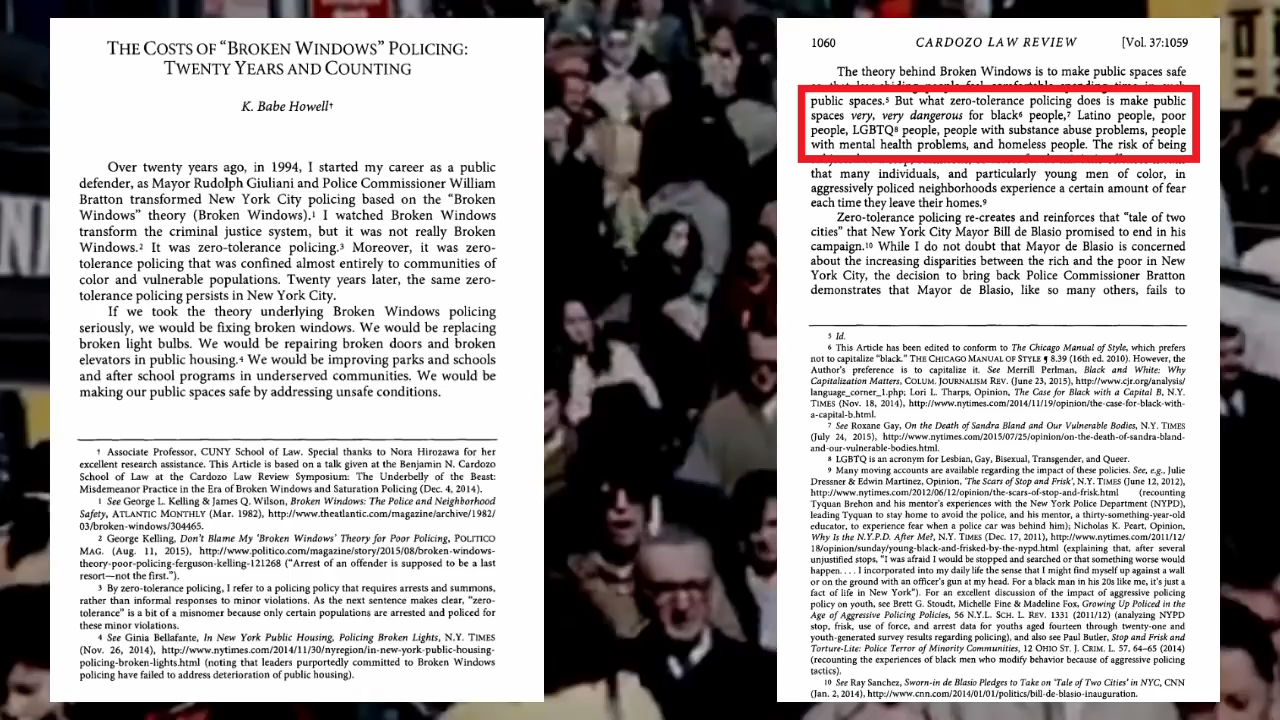 THE COSTS OF “BROKEN WINDOWS” POLICING:
TWENTY YEARS AND COUNTING
K. Babe Howell†
Over twenty years ago, in 1994, I started my career as a public
defender, as Mayor Rudolph Giuliani and Police Commissioner William
Bratton transformed New York City policing based on the “Broken
Windows” theory (Broken Windows).1 I watched Broken Windows
transform the criminal justice system, but it was not really Broken
Windows.2 It was zero-tolerance policing.3 Moreover, it was zero-
tolerance policing that was confined almost entirely to communities of
color and vulnerable populations. Twenty years later, the same zero-
tolerance policing persists in New York City.
If we took the theory underlying Broken Windows policing
seriously, we would be fixing broken windows. We would be replacing
broken light bulbs. We would be repairing broken doors and broken
elevators in public housing.4 We would be improving parks and schools
and after school programs in underserved communities. We would be
making our public spaces safe by addressing unsafe conditions.
† Associate Professor, CUNY School of Law. Special thanks to Nora Hirozawa for her
excellent research assistance. This Article is based on a talk given at the Benjamin N. Cardozo
School of Law at the Cardozo Law Review Symposium: The Underbelly of the Beast:
Misdemeanor Practice in the Era of Broken Windows and Saturation Policing (Dec. 4, 2014).
1 See George L. Kelling & James Q. Wilson, Broken Windows: The Police and Neighborhood
Safety, ATLANTIC MONTHLY (Mar. 1982), http://www.theatlantic.com/magazine/archive/1982/
03/broken-windows/304465.
2 George Kelling, Don’t Blame My ‘Broken Windows’ Theory for Poor Policing, POLITICO
MAG. (Aug. 11, 2015), http://www.politico.com/magazine/story/2015/08/broken-windows-
theory-poor-policing-ferguson-kelling-121268 (“Arrest of an offender is supposed to be a last
resort—not the first.”).
3 By zero-tolerance policing, I refer to a policing policy that requires arrests and summons,
rather than informal responses to minor violations. As the next sentence makes clear, “zero-
tolerance” is a bit of a misnomer because only certain populations are arrested and policed for
these minor violations.
4 See Ginia Bellafante, In New York Public Housing, Policing Broken Lights, N.Y. TIMES
(Nov. 26, 2014), http://www.nytimes.com/2014/11/30/nyregion/in-new-york-public-housing-
policing-broken-lights.html (noting that leaders purportedly committed to Broken Windows
policing have failed to address deterioration of public housing).
1060 CARDOZO LAW REVIEW [Vol. 37:1059
The theory behind Broken Windows is to make public spaces safe
public spaces.5 But what zero-tolerance policing does is make public
spaces very, very dangerous for black6 people,7 Latino people, poor
people, LGBTQ8 people, people with substance abuse problems, people
with mental health problems, and homeless people. The risk of being
that many individuals, and particularly young men of color, in
aggressively policed neighborhoods experience a certain amount of fear
each time they leave their homes.9
Zero-tolerance policing re-creates and reinforces that “tale of two
cities” that New York City Mayor Bill de Blasio promised to end in his
campaign.10 While I do not doubt that Mayor de Blasio is concerned
about the increasing disparities between the rich and the poor in New
York City, the decision to bring back Police Commissioner Bratton
demonstrates that Mayor de Blasio, like so many others, fails to
5 Id.
6 This Article has been edited to conform to The Chicago Manual of Style, which prefers
not to capitalize “black.” THE CHICAGO MANUAL OF STYLE ¶ 8.39 (16th ed. 2010). However, the
Author’s preference is to capitalize it. See Merrill Perlman, Black and White: Why
Capitalization Matters, COLUM. JOURNALISM REV. (June 23, 2015), http://www.cjr.org/analysis/
language_corner_1.php; Lori L. Tharps, Opinion, The Case for Black with a Capital B, N.Y.
TIMES (Nov. 18, 2014), http://www.nytimes.com/2014/11/19/opinion/the-case-for-black-with-
a-capital-b.html.
7 See Roxane Gay, On the Death of Sandra Bland and Our Vulnerable Bodies, N.Y. TIMES
(July 24, 2015), http://www.nytimes.com/2015/07/25/opinion/on-the-death-of-sandra-bland-
and-our-vulnerable-bodies.html.
8 LGBTQ is an acronym for Lesbian, Gay, Bisexual, Transgender, and Queer.
9 Many moving accounts are available regarding the impact of these policies. See, e.g., Julie
Dressner & Edwin Martinez, Opinion, ‘The Scars of Stop and Frisk’, N.Y. TIMES (June 12, 2012),
http://www.nytimes.com/2012/06/12/opinion/the-scars-of-stop-and-frisk.html (recounting
Tyquan Brehon and his mentor’s experiences with the New York Police Department (NYPD),
leading Tyquan to stay home to avoid the police, and his mentor, a thirty-something-year-old
educator, to experience fear when a police car was behind him); Nicholas K. Peart, Opinion,
Why Is the N.Y.P.D. After Me?, N.Y. TIMES (Dec. 17, 2011), http://www.nytimes.com/2011/12/
18/opinion/sunday/young-black-and-frisked-by-the-nypd.html (explaining that, after several
unjustified stops, “I was afraid I would be stopped and searched or that something worse would
happen. . . . I incorporated into my daily life the sense that I might find myself up against a wall
or on the ground with an officer’s gun at my head. For a black man in his 20s like me, it’s just a
fact of life in New York”). For an excellent discussion of the impact of aggressive policing
policy on youth, see Brett G. Stoudt, Michelle Fine & Madeline Fox, Growing Up Policed in the
Age of Aggressive Policing Policies, 56 N.Y.L. SCH. L. REV. 1331 (2011/12) (analyzing NYPD
stop, frisk, use of force, and arrest data for youths aged fourteen through twenty-one and
youth-generated survey results regarding policing), and also see Paul Butler, Stop and Frisk and
Torture-Lite: Police Terror of Minority Communities, 12 OHIO ST. J. CRIM. L. 57, 64–65 (2014)
(recounting the experiences of black men who modify behavior because of aggressive policing
tactics).
10 See Ray Sanchez, Sworn-in de Blasio Pledges to Take on ‘Tale of Two Cities’ in NYC, CNN
(Jan. 2, 2014), http://www.cnn.com/2014/01/01/politics/bill-de-blasio-inauguration.